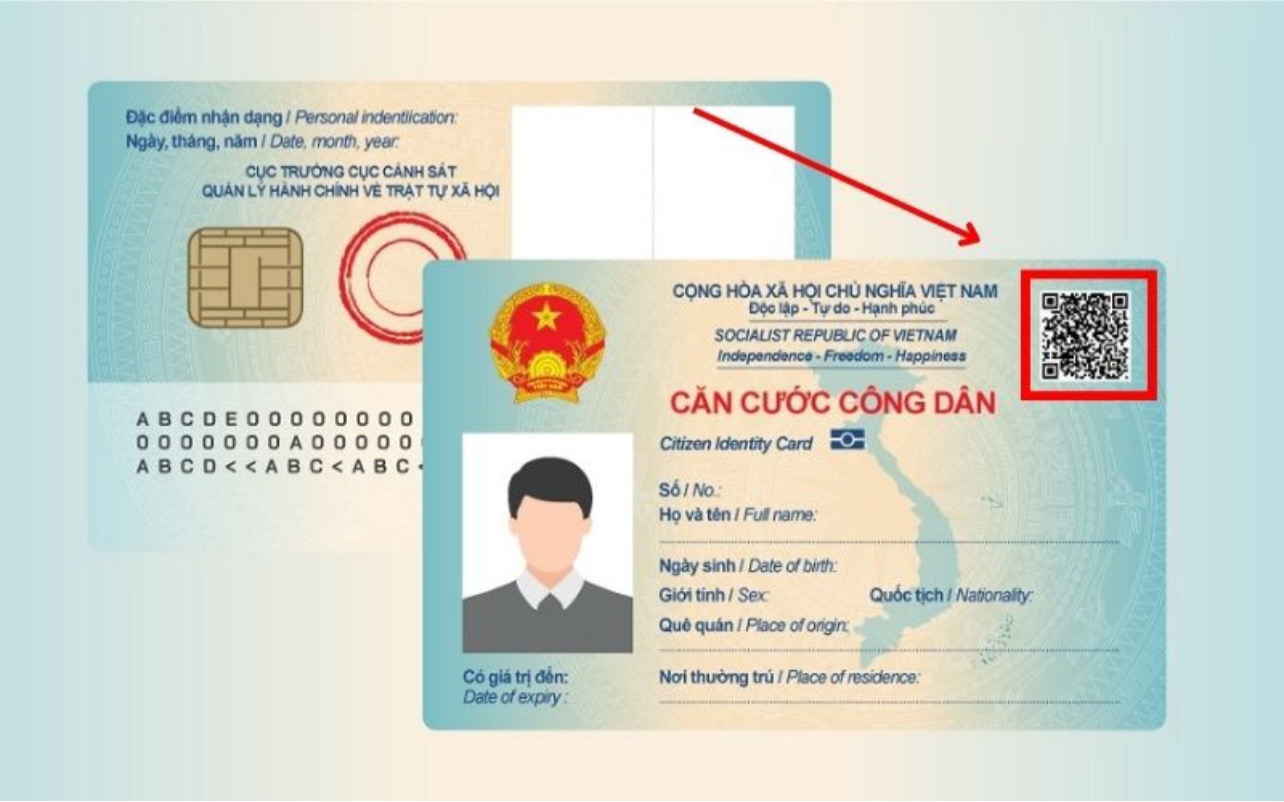 Đặc điểm nhận dạng / Personal indentiication:
Ngày, tháng, năm / Date, month, year:
CỤC TRƯỞNG CỤC CẢNH SÁT
QUẢN LÝ HÀNH CHÍNH VỀ TRẬT TỰ XÃ HỘI
A B C D E 0 0 0 0 0 0 0 0
0 0 0 0 0 0 0 A 0 0 0 0 0
A B C D < < A B C < A B C <
CỘNG HÒA XÃ HỘI CHỦ NGHĨA VIỆT NAM
Độc lập - Tự do - Hạnh phúc
SOCIALIST REPUBLIC OF VIETNAM
Independence - Freedom - Happiness
CĂN CƯỚC CÔNG DÂN
Citizen Identity Card
Số / No.:
Họ và tên / Full name:
Ngày sinh / Date of birth:
Giới tính / Sex: Quốc tịch / Nationality:
Quê quán / Place of origin:
Có giá trị đến: Nơi thường trú / Place of residence:
Date of expiry :